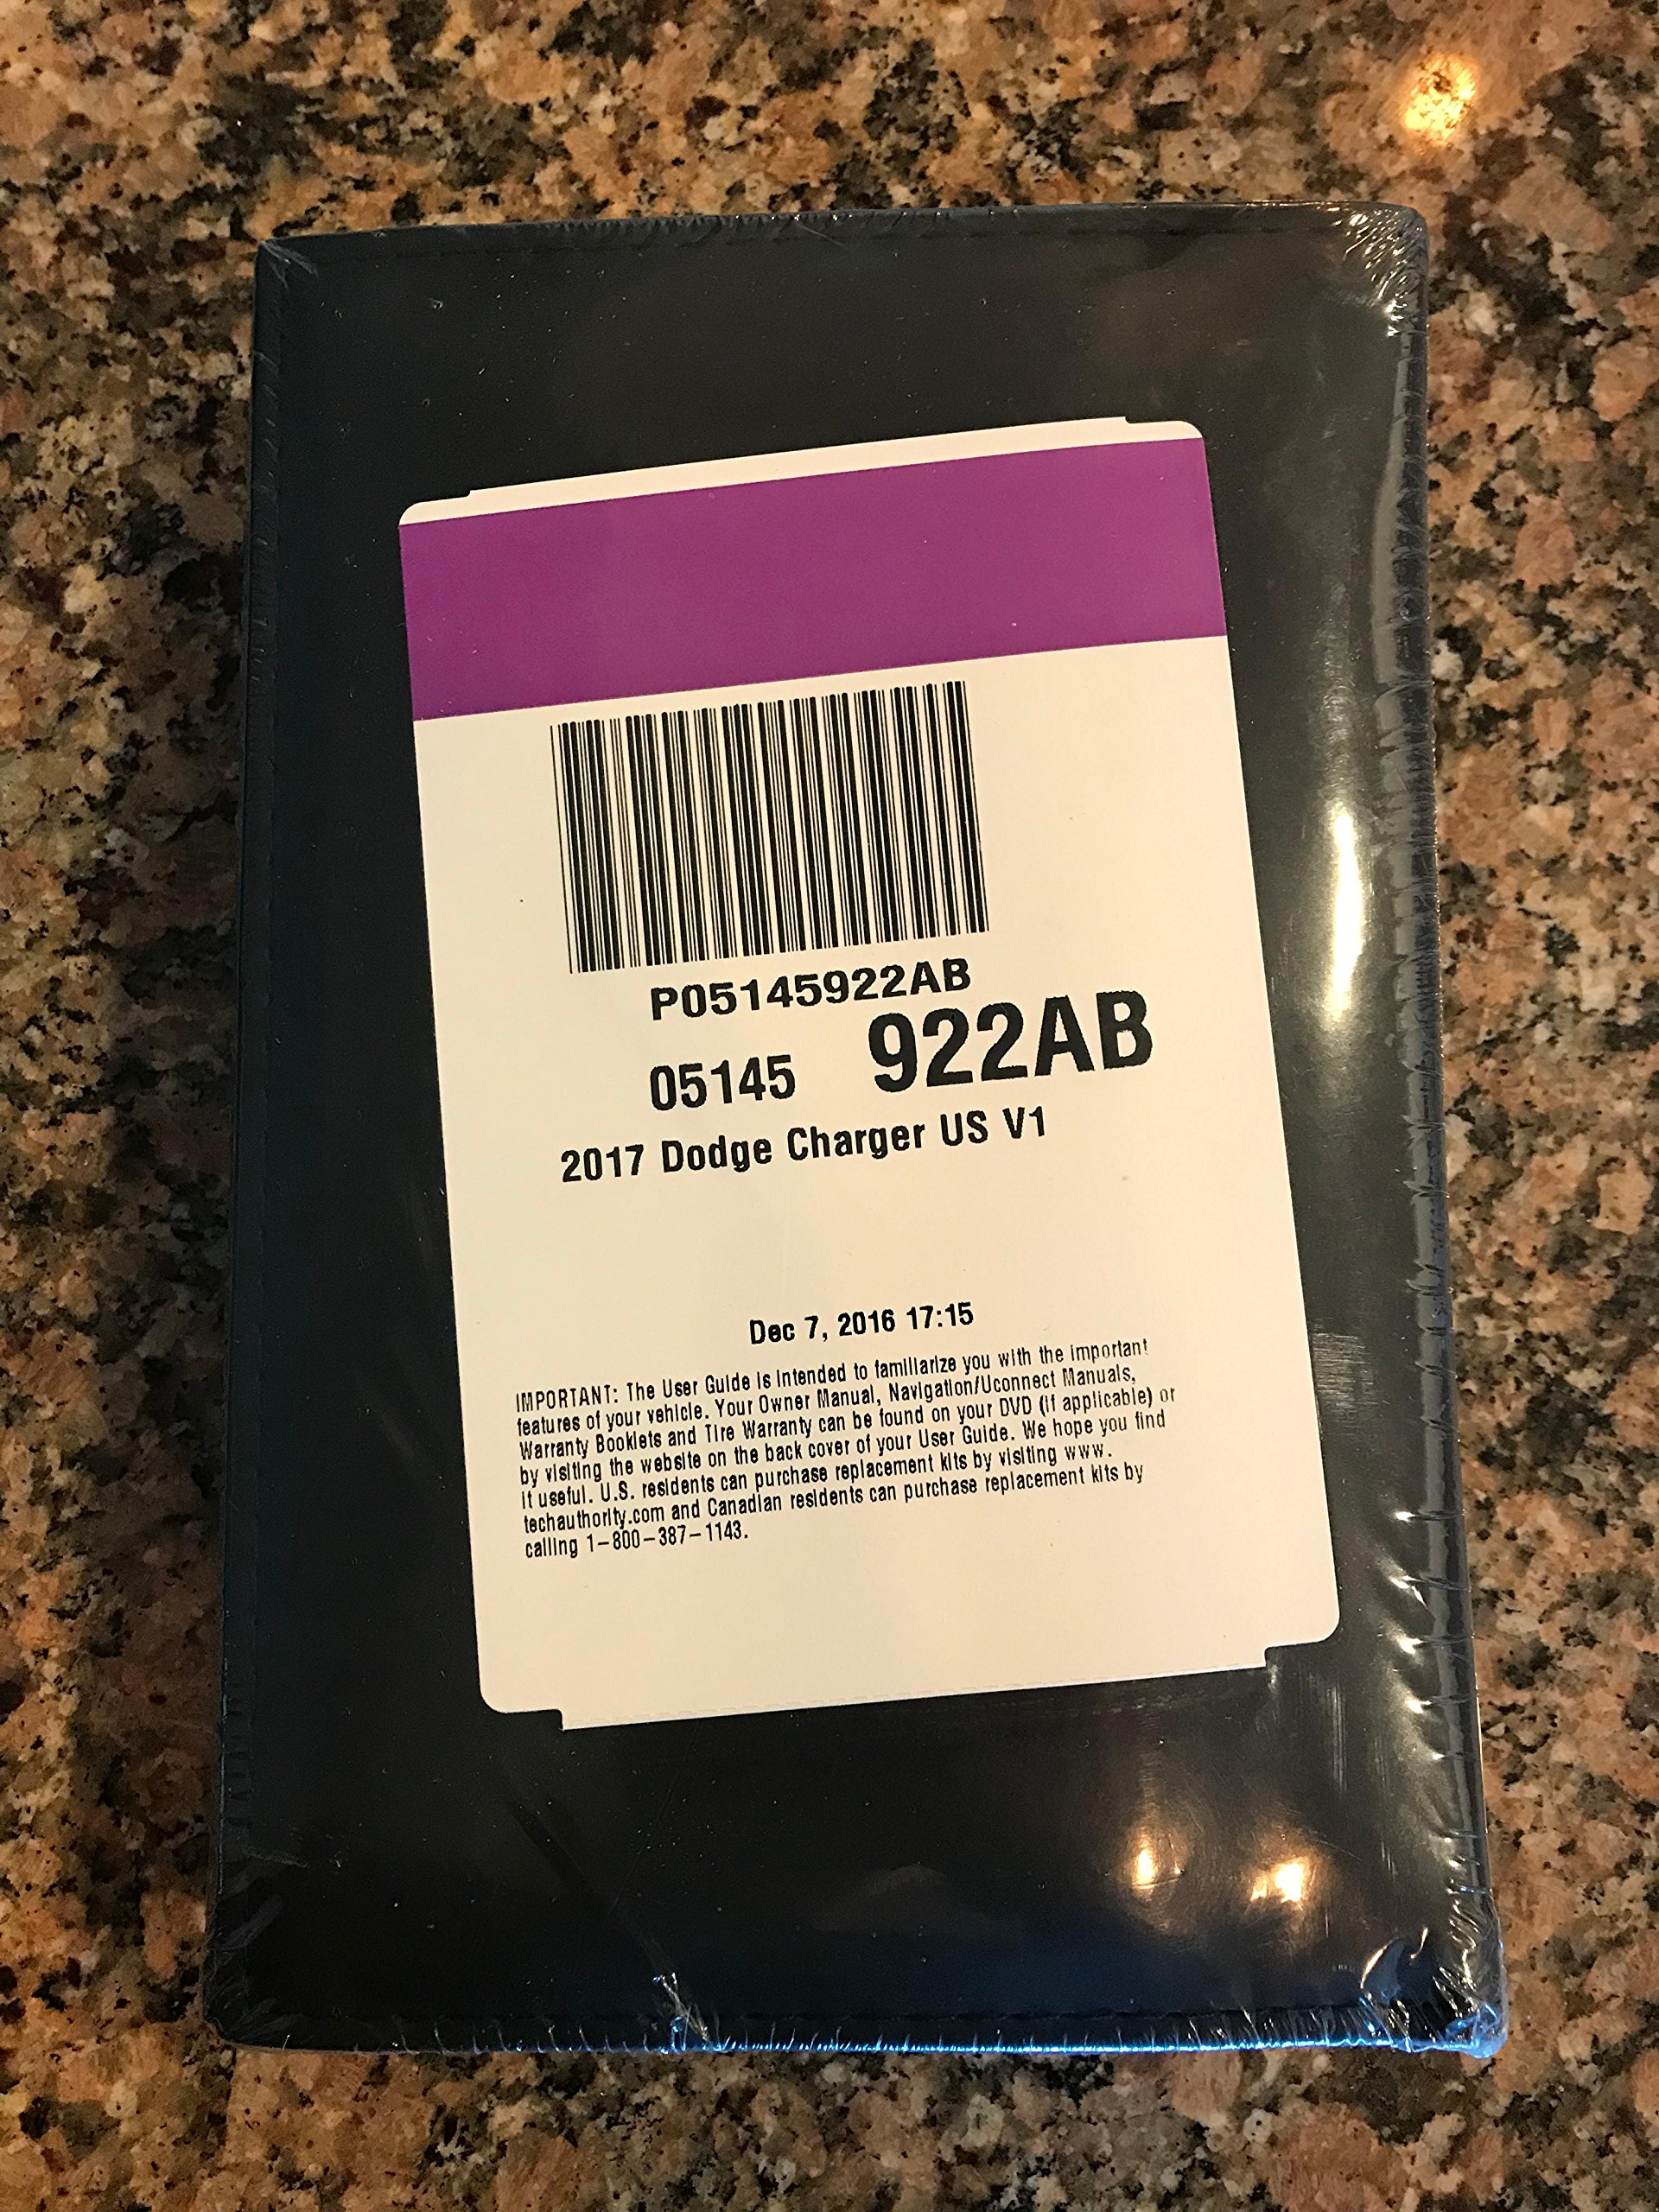 P05145922AB
05145 922AB
2017 Dodge Charger US V1
Dec 7, 2016 17:15
IMPORTANT: The User Guide is intended to familiarize you with the important
features of your vehicle. Your Owner Manual, Navigation/Uconnect Manuals,
Warranty Booklets and Tire Warranty can be found on your DVD (if applicable) or
by visiting the website on the back cover of your User Guide. We hope you find
it useful. U.S. residents can purchase replacement kits by visiting www.
techauthority.com and Canadian residents can purchase replacement kits by
calling 1-800-387-1143.